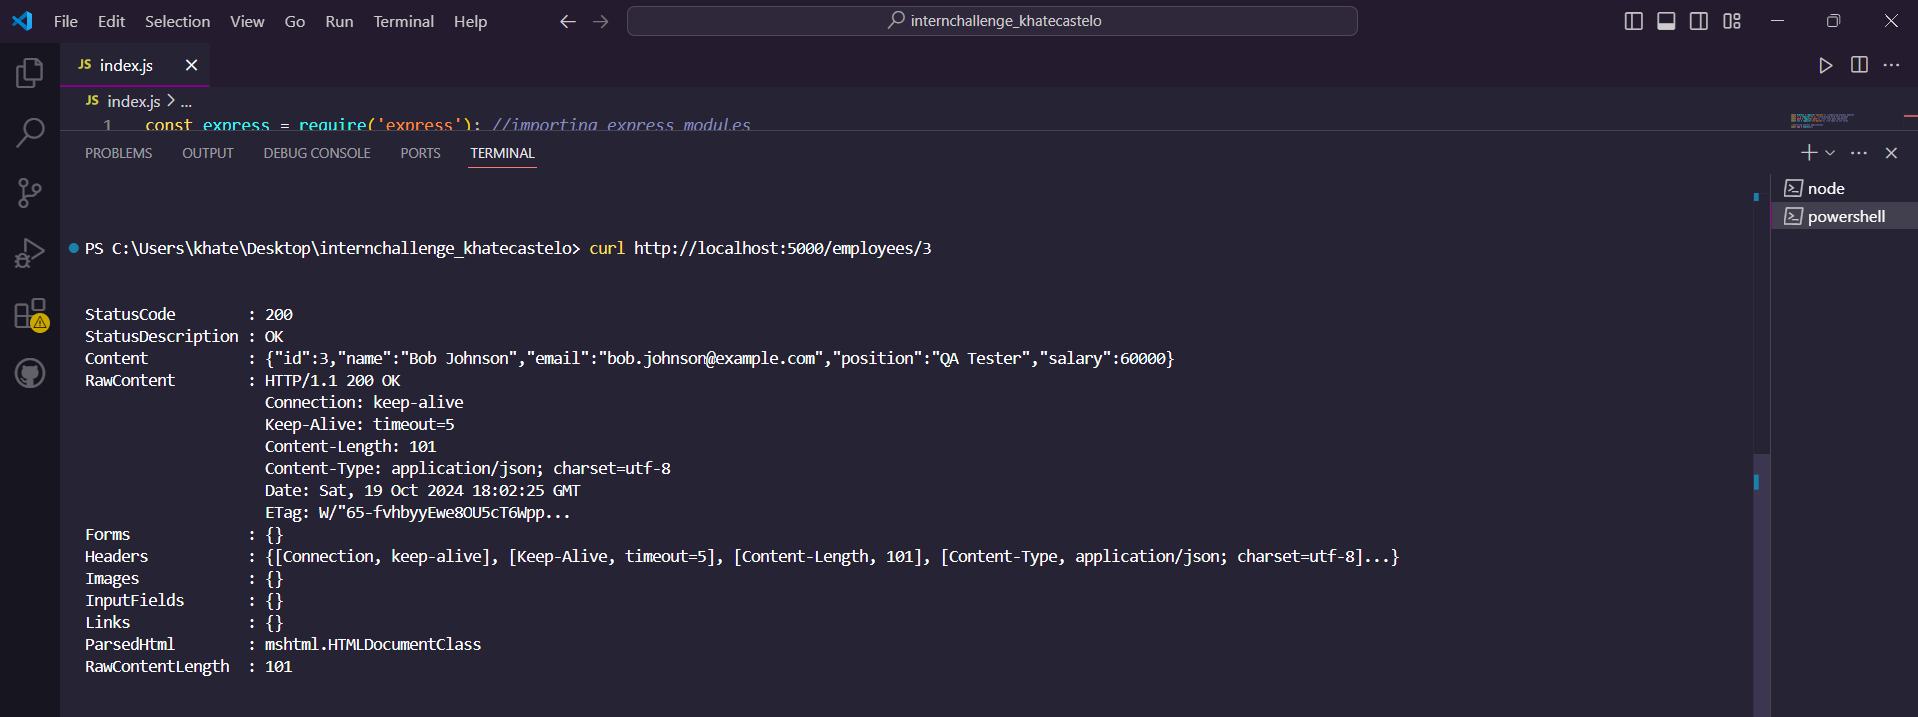 File Edit Selection View Go Run Terminal Help
internchallenge_khatecastelo
JS index.js
JS index.js > ...
1 const express = require('express'); //importing express modules
PROBLEMS OUTPUT DEBUG CONSOLE PORTS TERMINAL
node
powershell
PS C:\Users\khate\Desktop\internchallenge_khatecastelo> curl http://localhost:5000/employees/3
StatusCode : 200
StatusDescription : OK
Content : {"id":3,"name":"Bob Johnson","email":"bob.johnson@example.com","position":"QA Tester","salary":60000}
RawContent : HTTP/1.1 200 OK
Connection: keep-alive
Keep-Alive: timeout=5
Content-Length: 101
Content-Type: application/json; charset=utf-8
Date: Sat, 19 Oct 2024 18:02:25 GMT
ETag: W/"65-fvhbyyEwe8OU5cT6Wpp...
Forms : {}
Headers : {[Connection, keep-alive], [Keep-Alive, timeout=5], [Content-Length, 101], [Content-Type, application/json; charset=utf-8]...}
Images : {}
InputFields : {}
Links : {}
ParsedHtml : mshtml.HTMLDocumentClass
RawContentLength : 101